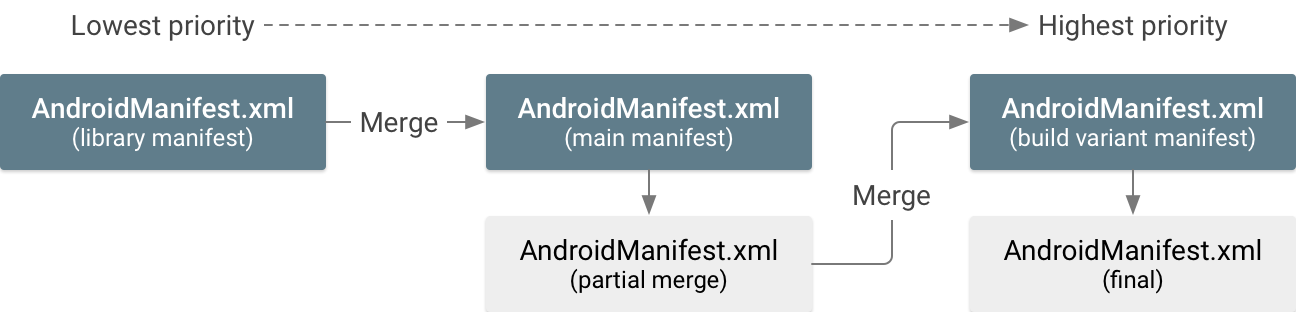 Lowest priority
Highest priority
AndroidManifest.xml
(library manifest)
Merge
AndroidManifest.xml
(main manifest)
AndroidManifest.xml
(build variant manifest)
Merge
AndroidManifest.xml
(partial merge)
AndroidManifest.xml
(final)